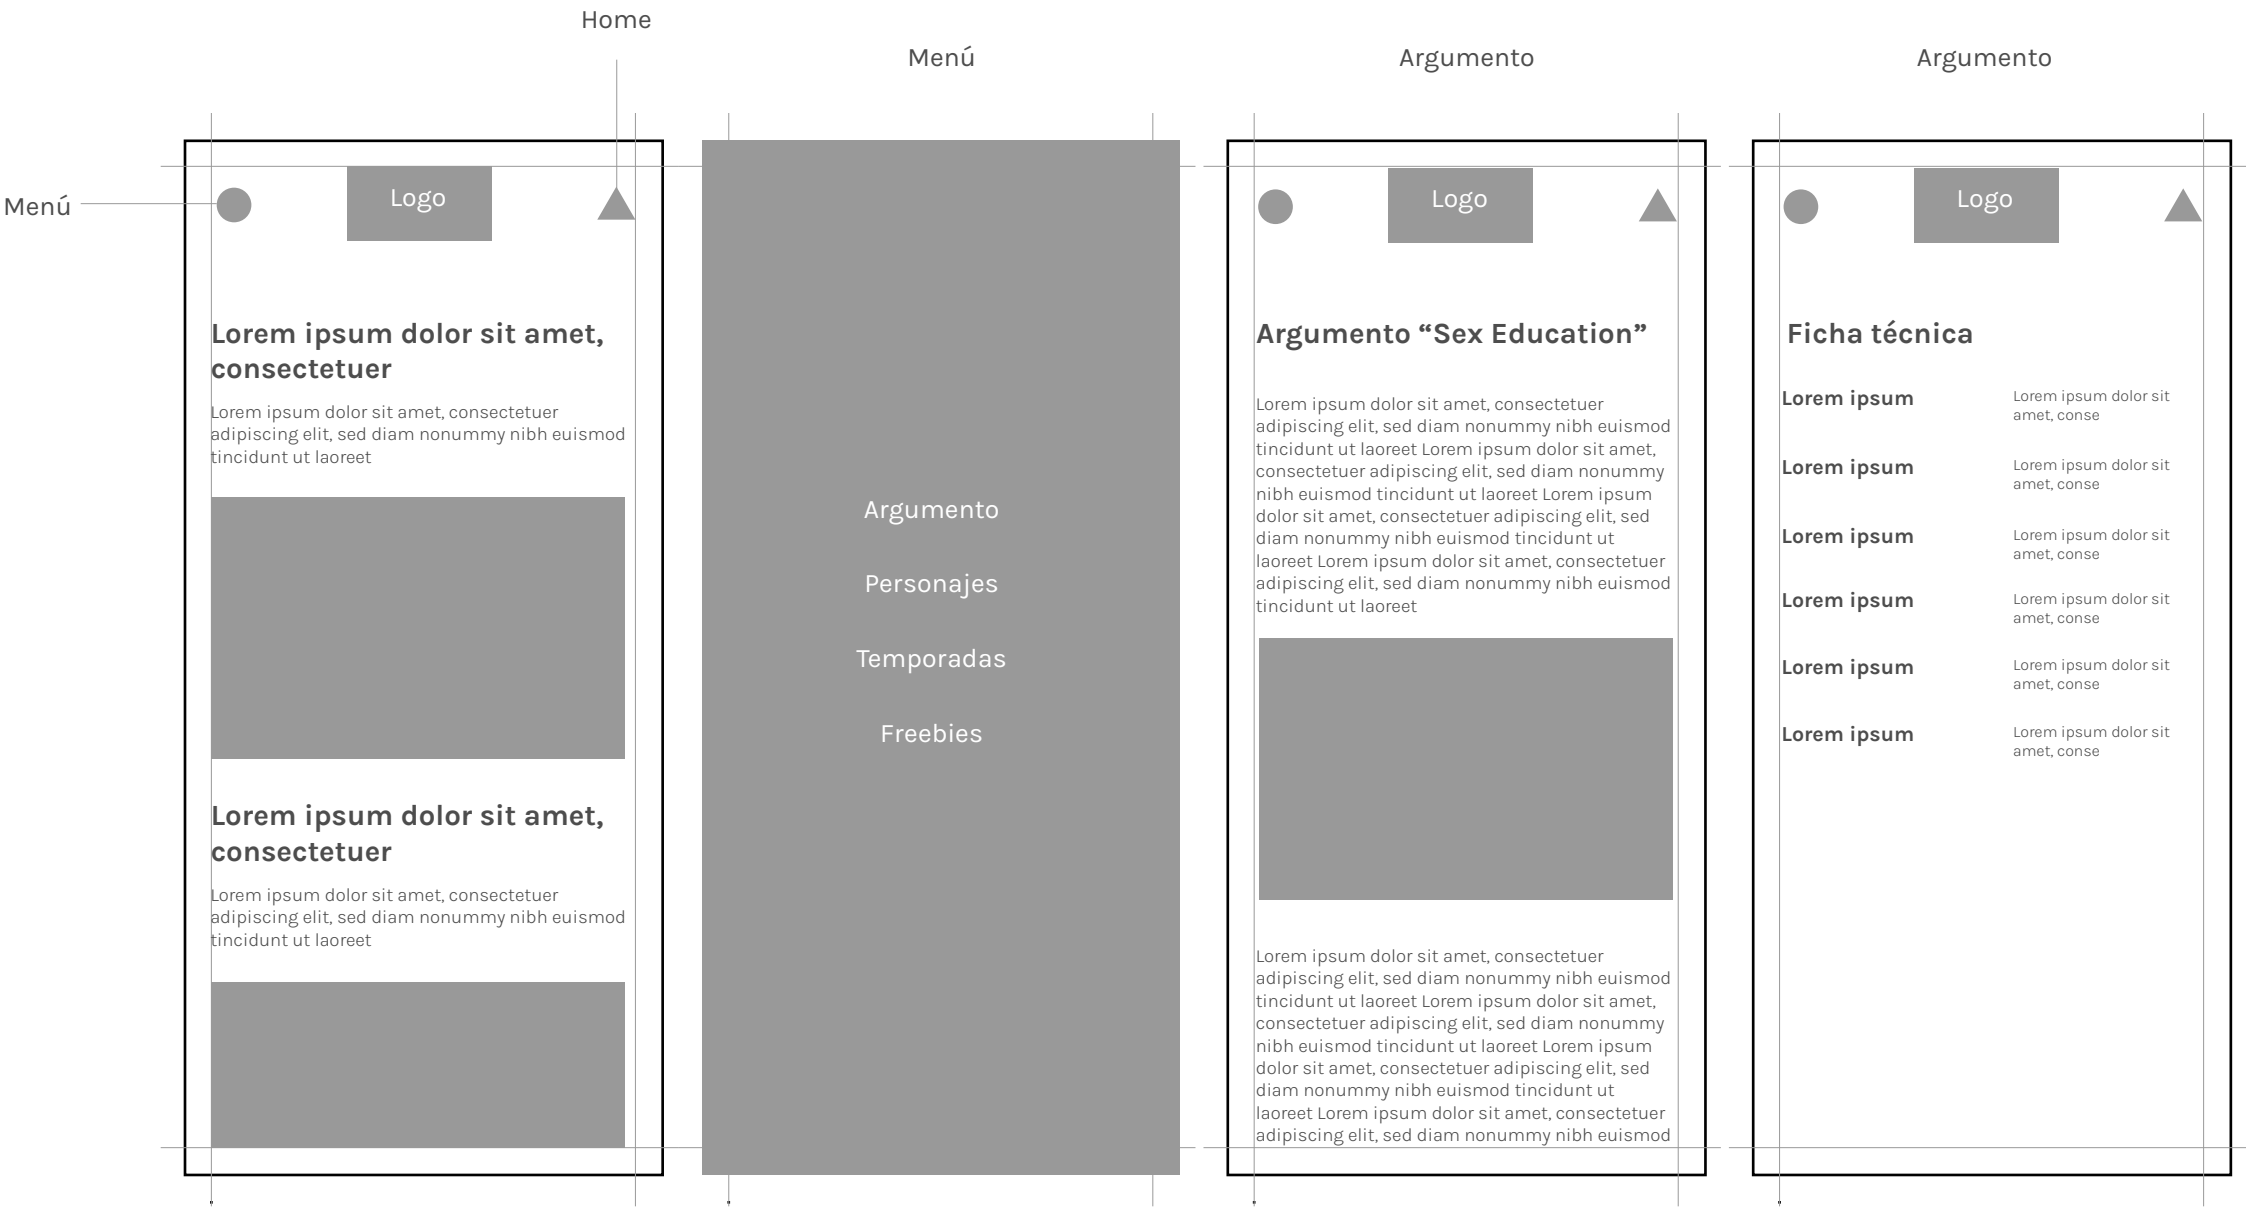 Home
Menú
Argumento
Argumento
Menú
Logo
Lorem ipsum dolor sit amet,
consectetuer
Lorem ipsum dolor sit amet, consectetuer
adipiscing elit, sed diam nonummy nibh euismod
tincidunt ut laoreet
Lorem ipsum dolor sit amet,
consectetuer
Lorem ipsum dolor sit amet, consectetuer
adipiscing elit, sed diam nonummy nibh euismod
tincidunt ut laoreet
Argumento
Personajes
Temporadas
Freebies
Logo
Argumento “Sex Education”
Lorem ipsum dolor sit amet, consectetuer
adipiscing elit, sed diam nonummy nibh euismod
tincidunt ut laoreet Lorem ipsum dolor sit amet,
consectetuer adipiscing elit, sed diam nonummy
nibh euismod tincidunt ut laoreet Lorem ipsum
dolor sit amet, consectetuer adipiscing elit, sed
diam nonummy nibh euismod tincidunt ut
laoreet Lorem ipsum dolor sit amet, consectetuer
adipiscing elit, sed diam nonummy nibh euismod
tincidunt ut laoreet
Lorem ipsum dolor sit amet, consectetuer
adipiscing elit, sed diam nonummy nibh euismod
tincidunt ut laoreet Lorem ipsum dolor sit amet,
consectetuer adipiscing elit, sed diam nonummy
nibh euismod tincidunt ut laoreet Lorem ipsum
dolor sit amet, consectetuer adipiscing elit, sed
diam nonummy nibh euismod tincidunt ut
laoreet Lorem ipsum dolor sit amet, consectetuer
adipiscing elit, sed diam nonummy nibh euismod
Logo
Ficha técnica
Lorem ipsum
Lorem ipsum dolor sit
amet, conse
Lorem ipsum
Lorem ipsum dolor sit
amet, conse
Lorem ipsum
Lorem ipsum dolor sit
amet, conse
Lorem ipsum
Lorem ipsum dolor sit
amet, conse
Lorem ipsum
Lorem ipsum dolor sit
amet, conse
Lorem ipsum
Lorem ipsum dolor sit
amet, conse